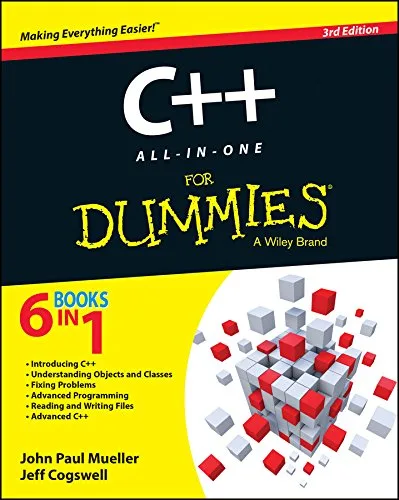 Making Everything Easier!™
3rd Edition
C++
ALL-IN-ONE
FOR
DUMMIES®
A Wiley Brand
6 BOOKS
IN 1
• Introducing C++
• Understanding Objects and Classes
• Fixing Problems
• Advanced Programming
• Reading and Writing Files
• Advanced C++
John Paul Mueller
Jeff Cogswell